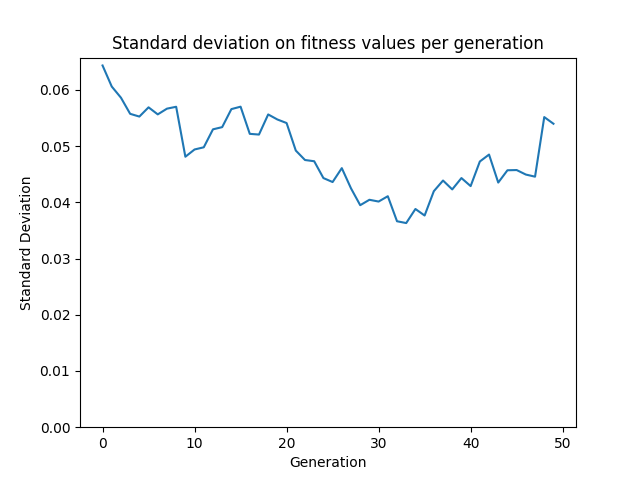 Standard deviation on fitness values per generation
0.06
0.05
0.04
0.03
0.02
0.01
0.00
Standard Deviation
0 10 20 30 40 50
Generation